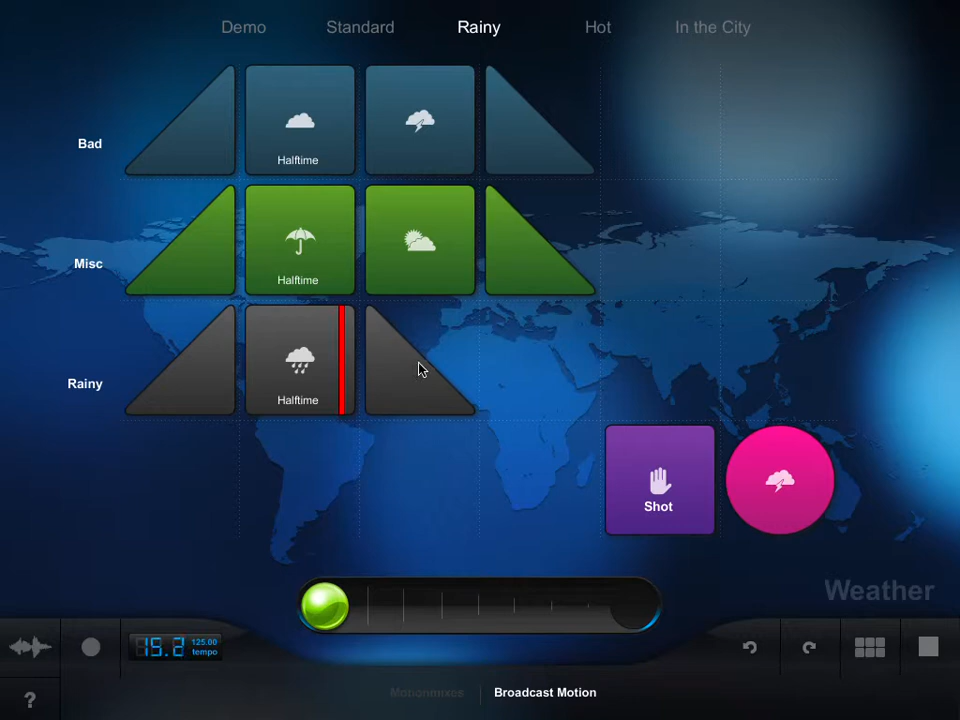 Demo Standard Rainy Hot In the City
Bad
Halftime
Misc
Halftime
Rainy
Halftime
Shot
Weather
15.2 125.00
tempo
?
Motionmixes Broadcast Motion